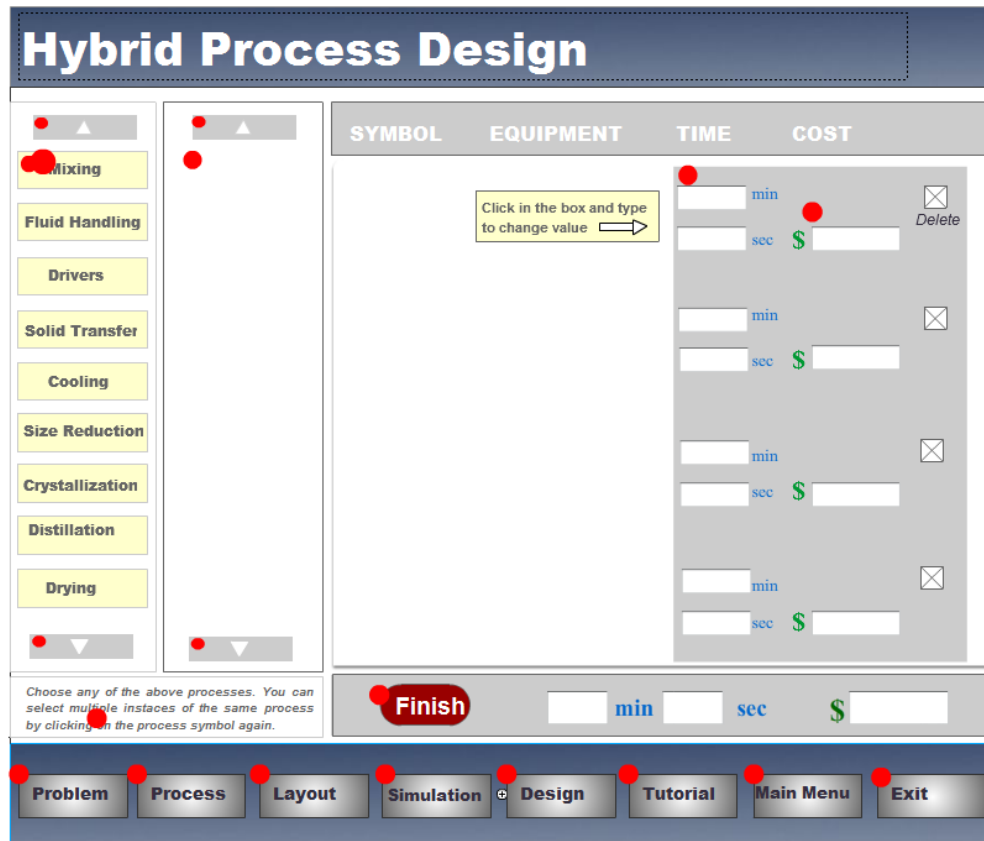 Hybrid Process Design
SYMBOL EQUIPMENT TIME COST
Mixing
Fluid Handling
Drivers
Solid Transfer
Cooling
Size Reduction
Crystallization
Distillation
Drying
Click in the box and type
to change value
min
sec $
Delete
min
sec $
min
sec $
min
sec $
Choose any of the above processes. You can
select multiple instaces of the same process
by clicking on the process symbol again.
Finish min sec $
Problem Process Layout Simulation Design Tutorial Main Menu Exit